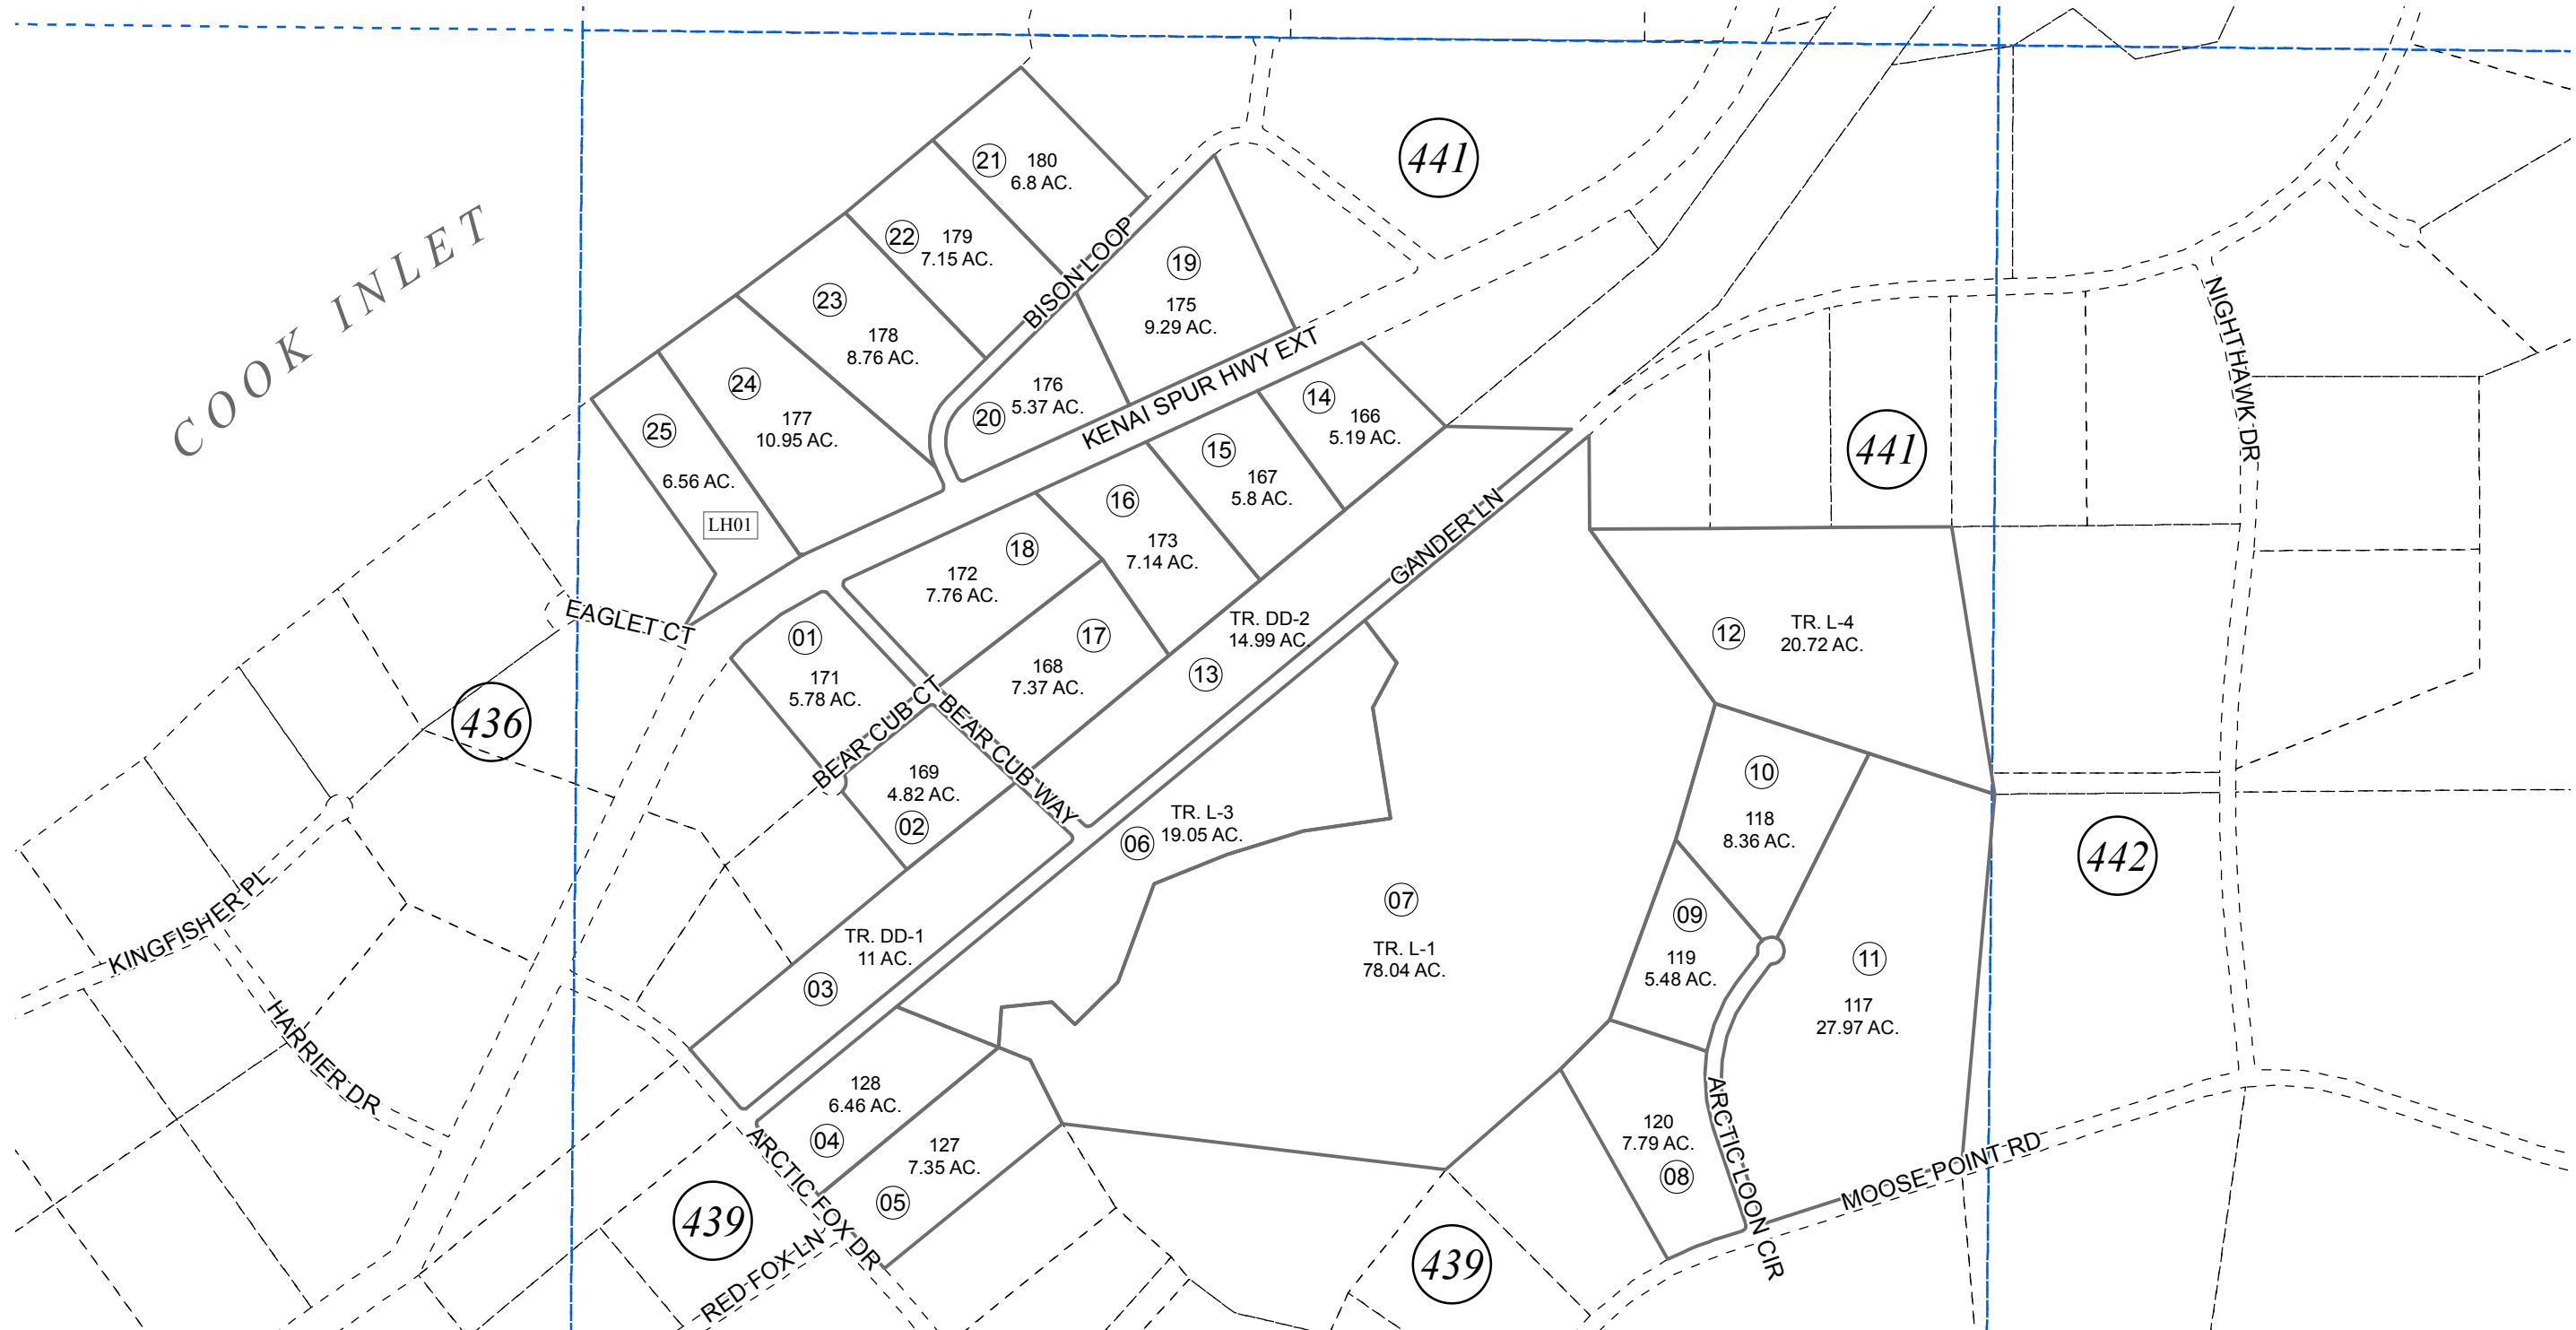 441
21
180
6.8 AC.
22
179
7.15 AC.
COOK INLET
BISON LOOP
19
175
9.29 AC.
23
178
8.76 AC.
NIGHTHAWK DR
KENAI SPUR HWY EXT
24
177
10.95 AC.
20
176
5.37 AC.
14
166
5.19 AC.
25
6.56 AC.
LH01
15
167
5.8 AC.
441
16
173
7.14 AC.
GANDER LN
18
172
7.76 AC.
EAGLET CT
01
171
5.78 AC.
17
168
7.37 AC.
TR. DD-2
14.99 AC.
13
12
TR. L-4
20.72 AC.
436
BEAR CUB CT
BEAR CUB WAY
169
4.82 AC.
02
TR. L-3
19.05 AC.
06
10
118
8.36 AC.
442
07
TR. L-1
78.04 AC.
09
119
5.48 AC.
11
117
27.97 AC.
KINGFISHER PL
TR. DD-1
11 AC.
03
HARRIER DR
128
6.46 AC.
04
127
7.35 AC.
05
ARCTIC FOX DR
RED FOX LN
439
120
7.79 AC.
08
ARCTIC LOON CIR
MOOSE POINT RD
439